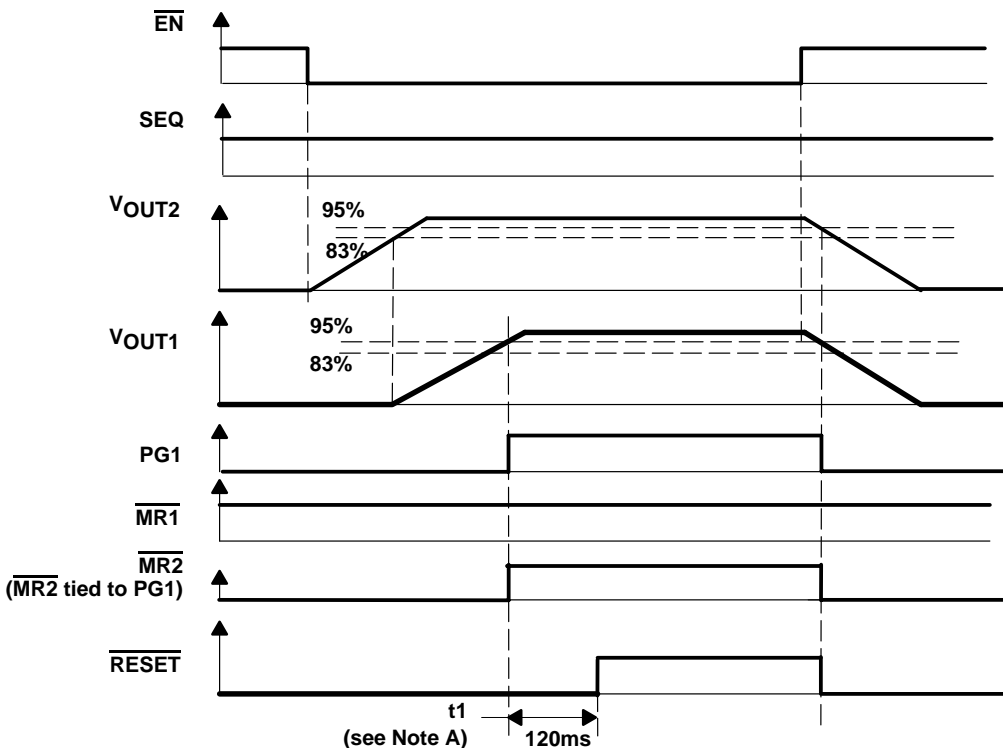 EN
SEQ
VOUT2
95%
83%
VOUT1
95%
83%
PG1
MR1
MR2
(MR2 tied to PG1)
RESET
t1
(see Note A)
120ms